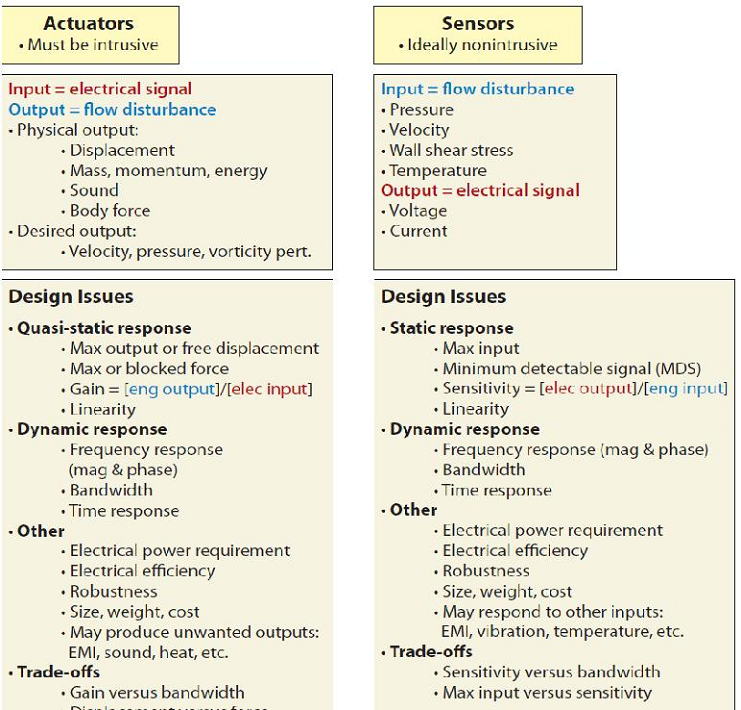 Actuators
• Must be intrusive
Input = electrical signal
Output = flow disturbance
• Physical output:
• Displacement
• Mass, momentum, energy
• Sound
• Body force
• Desired output:
• Velocity, pressure, vorticity pert.
Design Issues
• Quasi-static response
• Max output or free displacement
• Max or blocked force
• Gain = [eng output]/[elec input]
• Linearity
• Dynamic response
• Frequency response
(mag & phase)
• Bandwidth
• Time response
• Other
• Electrical power requirement
• Electrical efficiency
• Robustness
• Size, weight, cost
• May produce unwanted outputs:
EMI, sound, heat, etc.
• Trade-offs
• Gain versus bandwidth
• Displacement versus force
Sensors
• Ideally nonintrusive
Input = flow disturbance
• Pressure
• Velocity
• Wall shear stress
• Temperature
Output = electrical signal
• Voltage
• Current
Design Issues
• Static response
• Max input
• Minimum detectable signal (MDS)
• Sensitivity = [elec output]/[eng input]
• Linearity
• Dynamic response
• Frequency response (mag & phase)
• Bandwidth
• Time response
• Other
• Electrical power requirement
• Electrical efficiency
• Robustness
• Size, weight, cost
• May respond to other inputs:
EMI, vibration, temperature, etc.
• Trade-offs
• Sensitivity versus bandwidth
• Max input versus sensitivity